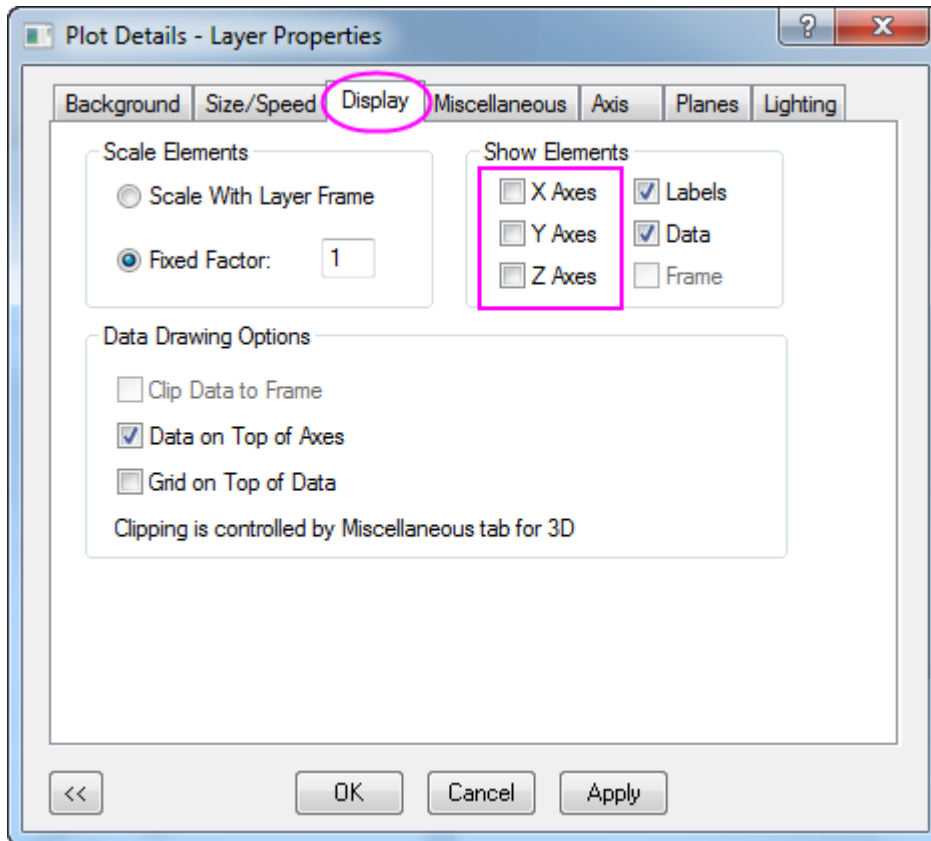 Plot Details - Layer Properties
?
X
Background Size/Speed Display Miscellaneous Axis Planes Lighting
Scale Elements
Scale With Layer Frame
Fixed Factor: 1
Show Elements
X Axes Labels
Y Axes Data
Z Axes Frame
Data Drawing Options
Clip Data to Frame
Data on Top of Axes
Grid on Top of Data
Clipping is controlled by Miscellaneous tab for 3D
<< OK Cancel Apply